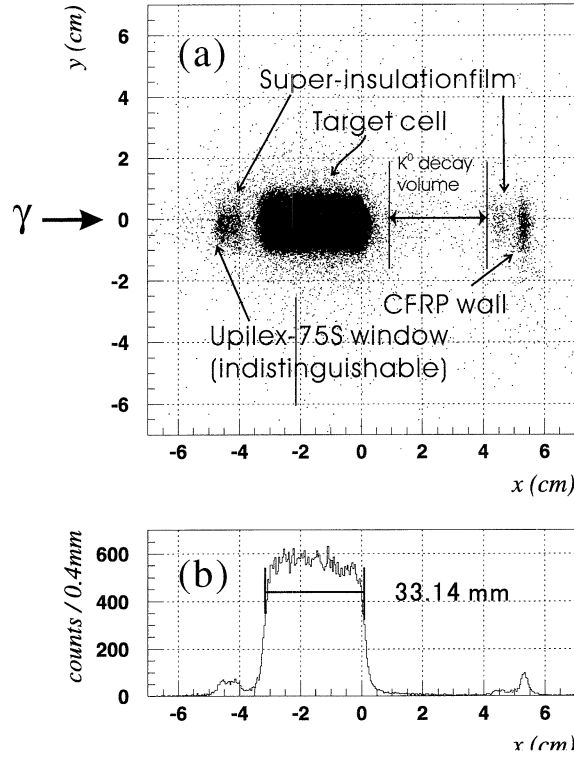 y (cm)
6
4
2
0
-2
-4
-6
(a)
Super-insulationfilm
Target cell
K⁰ decay
volume
γ
CFRP wall
Upilex-75S window
(indistinguishable)
-6 -4 -2 0 2 4 6
x (cm)
counts / 0.4mm
600
400
200
0
(b)
33.14 mm
-6 -4 -2 0 2 4 6
x (cm)